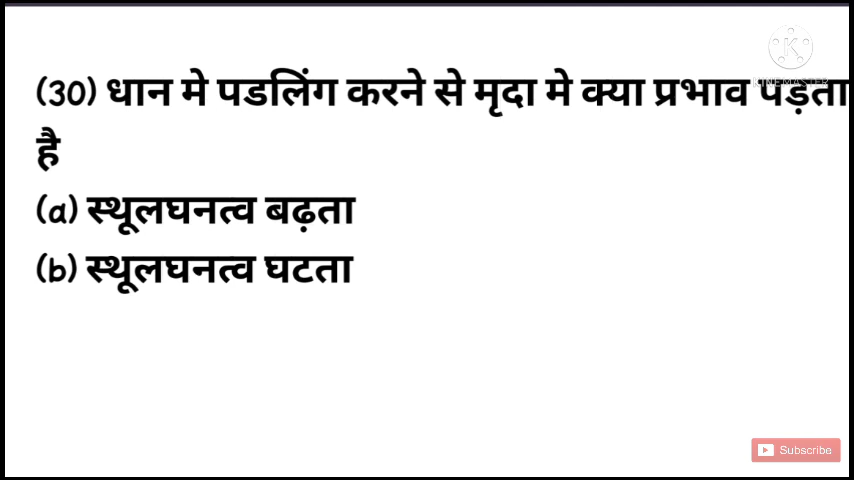 (30) धान मे पडलिंग करने से मृदा मे क्या प्रभाव पड़ता
है
(a) स्थूलघनत्व बढ़ता
(b) स्थूलघनत्व घटता
K
KINEMASTER
Subscribe